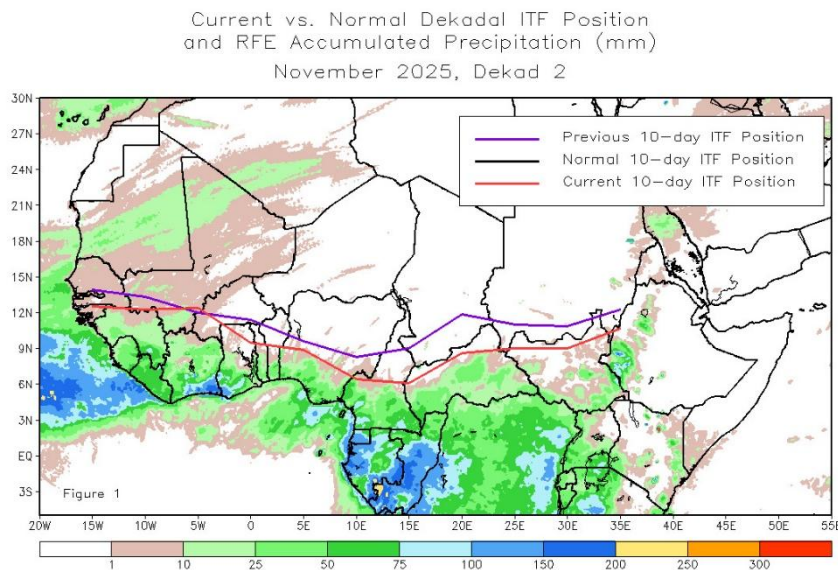 Current vs. Normal Dekadal ITF Position
and RFE Accumulated Precipitation (mm)
November 2025, Dekad 2
30N
27N
24N
21N
18N
15N
12N
9N
6N
3N
EQ
3S
Previous 10-day ITF Position
Normal 10-day ITF Position
Current 10-day ITF Position
Figure 1
20W 15W 10W 5W 0 5E 10E 15E 20E 25E 30E 35E 40E 45E 50E 55E
1 10 25 50 75 100 150 200 250 300